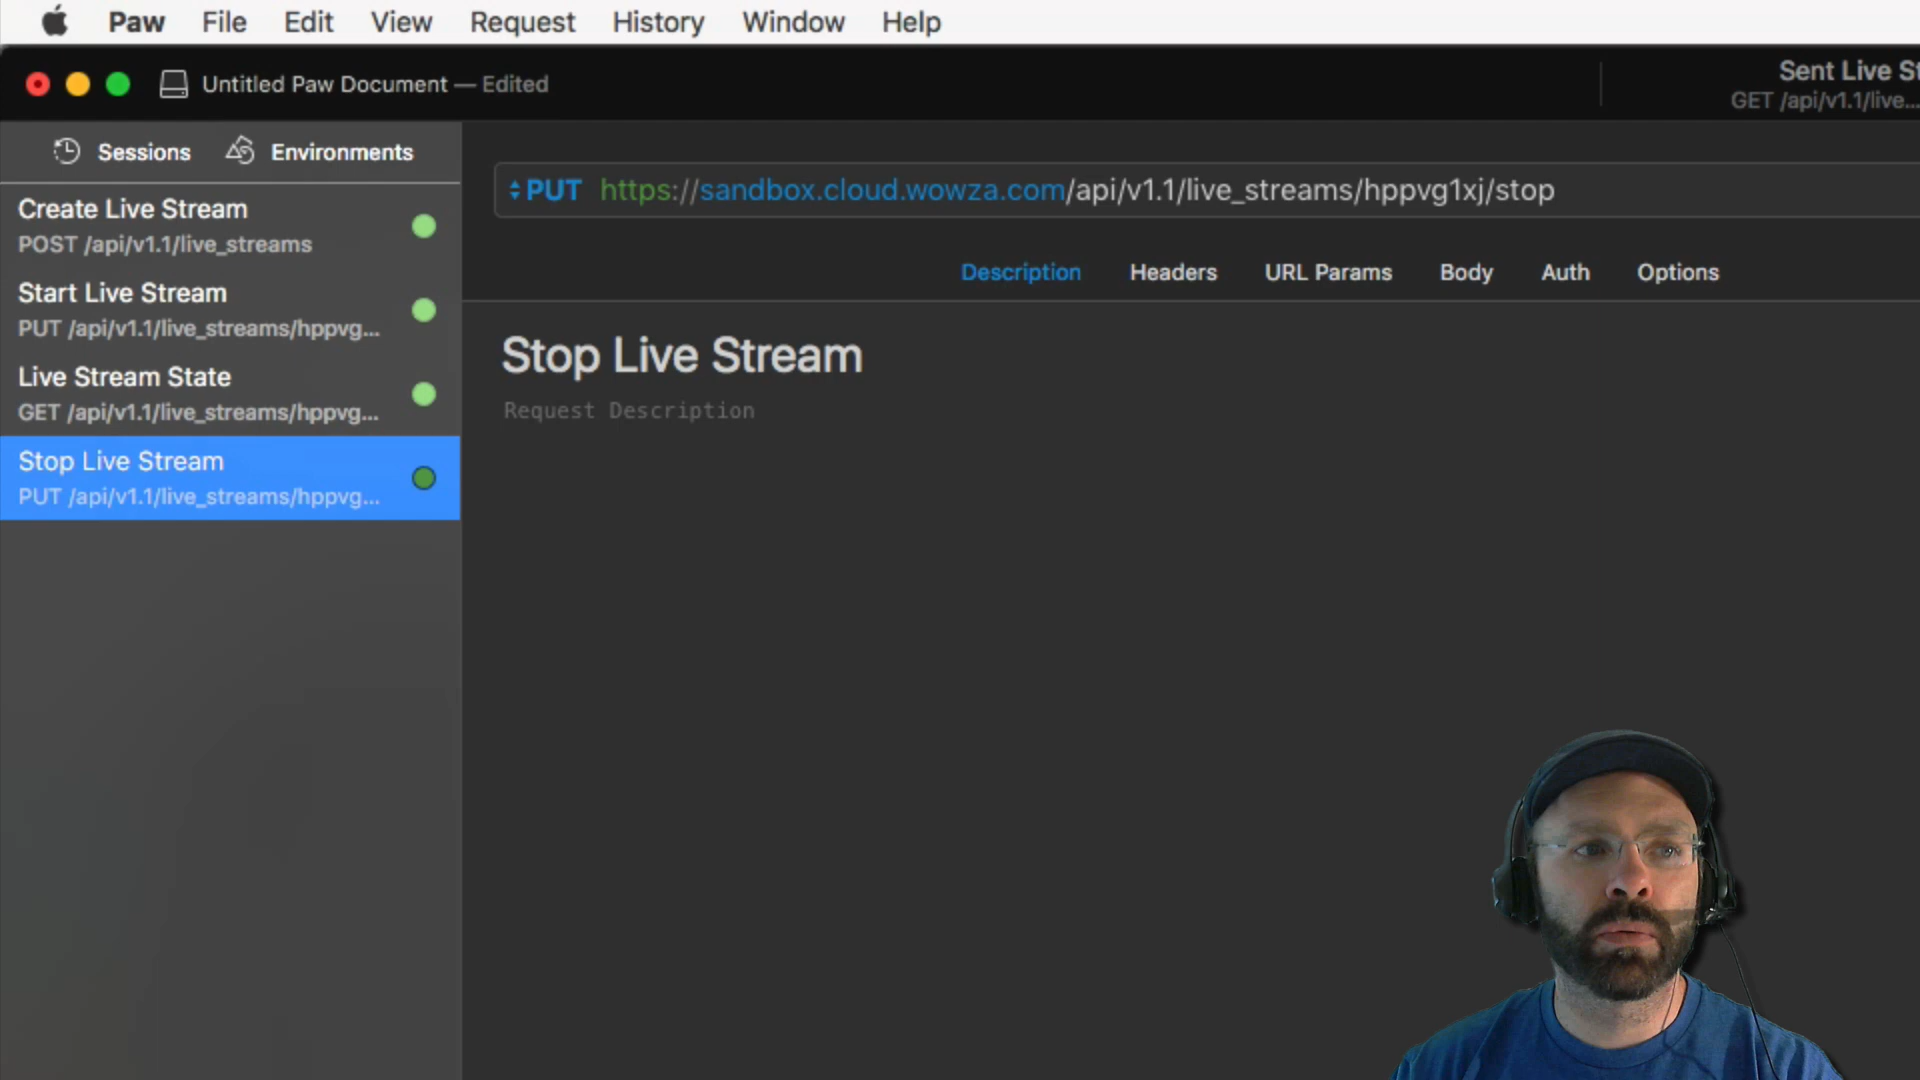 Paw File Edit View Request History Window Help
Untitled Paw Document — Edited
Sent Live St
GET /api/v1.1/live...
Sessions Environments
Create Live Stream
POST /api/v1.1/live_streams
Start Live Stream
PUT /api/v1.1/live_streams/hppvg...
Live Stream State
GET /api/v1.1/live_streams/hppvg...
Stop Live Stream
PUT /api/v1.1/live_streams/hppvg...
PUT https://sandbox.cloud.wowza.com/api/v1.1/live_streams/hppvg1xj/stop
Description Headers URL Params Body Auth Options
Stop Live Stream
Request Description